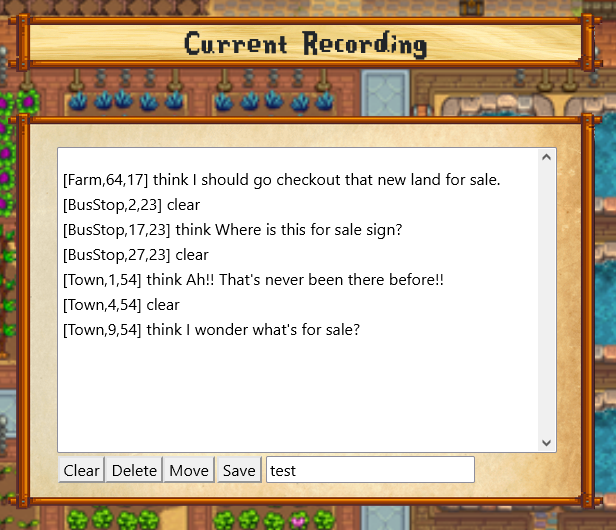 Current Recording
[Farm,64,17] think I should go checkout that new land for sale.
[BusStop,2,23] clear
[BusStop,17,23] think Where is this for sale sign?
[BusStop,27,23] clear
[Town,1,54] think Ah!! That's never been there before!!
[Town,4,54] clear
[Town,9,54] think I wonder what's for sale?
Clear Delete Move Save test